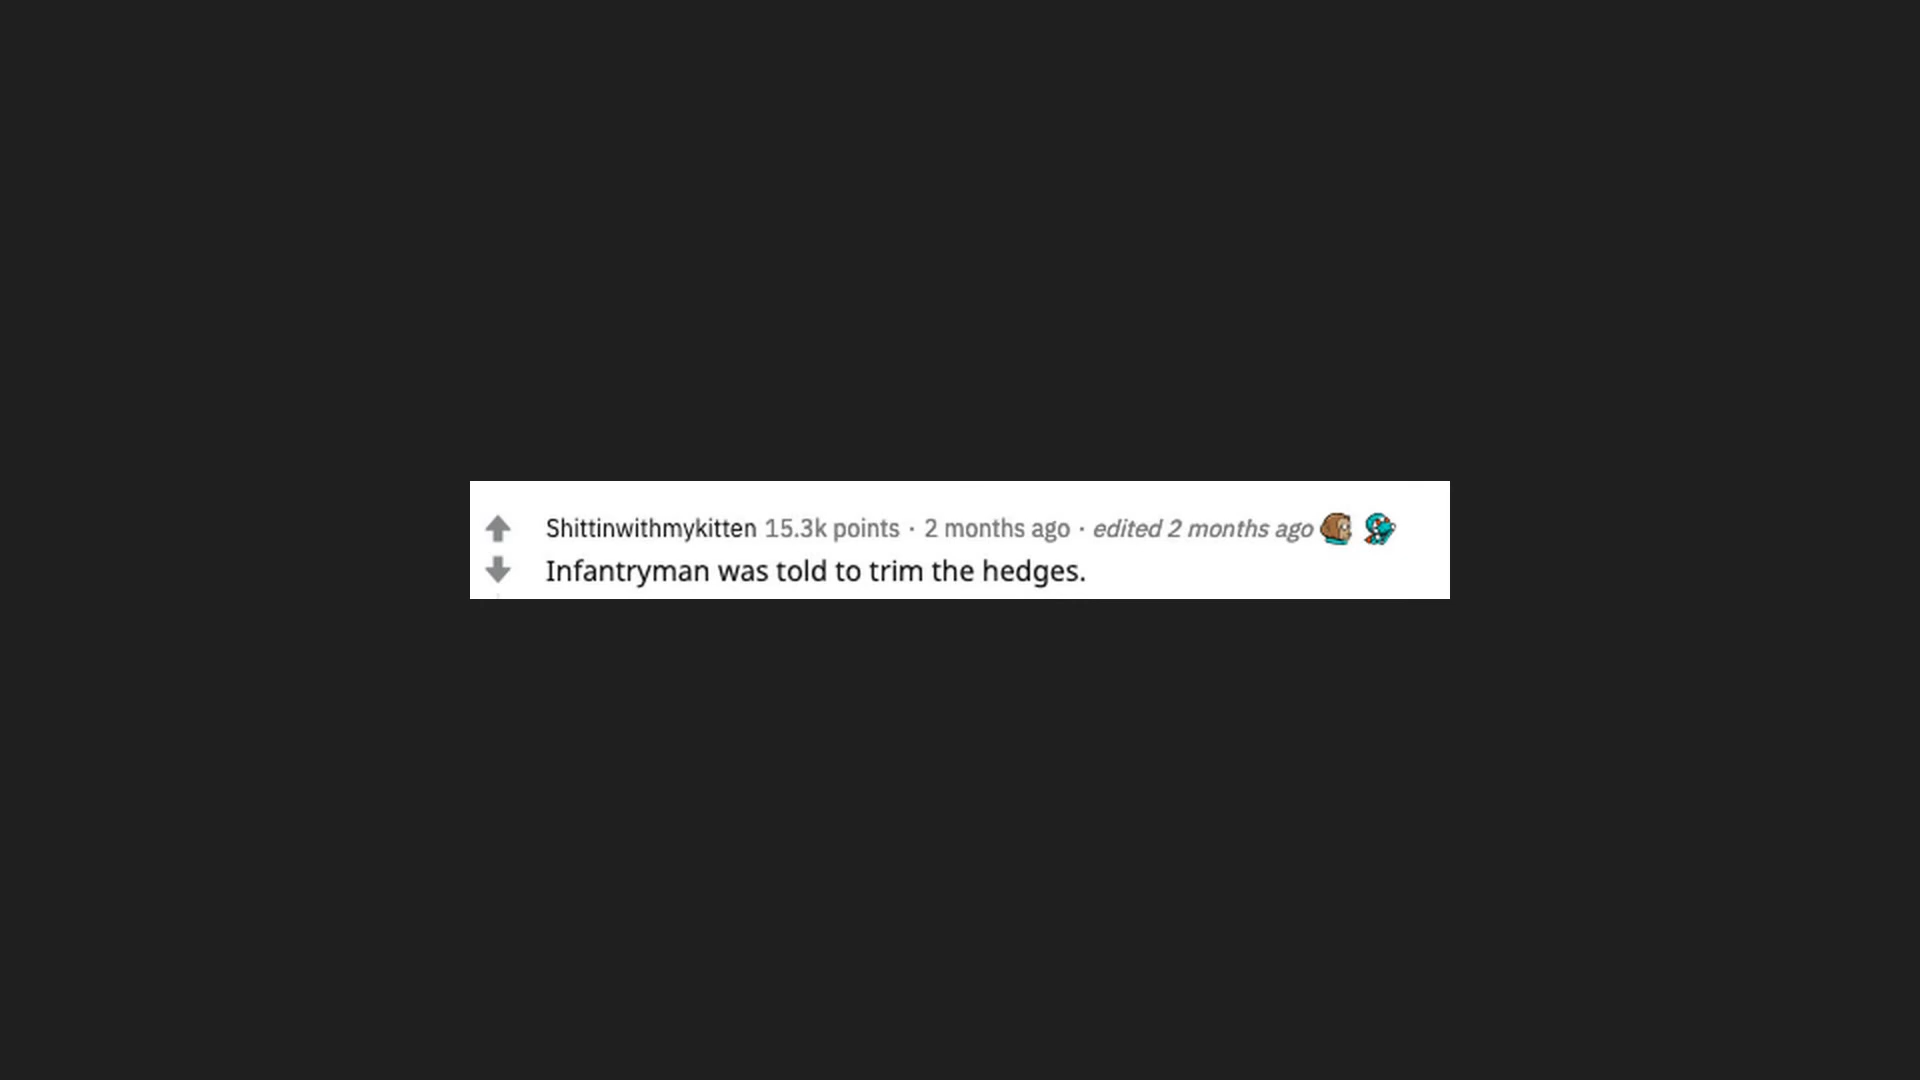 Shittinwithmykitten 15.3k points · 2 months ago · edited 2 months ago
Infantryman was told to trim the hedges.